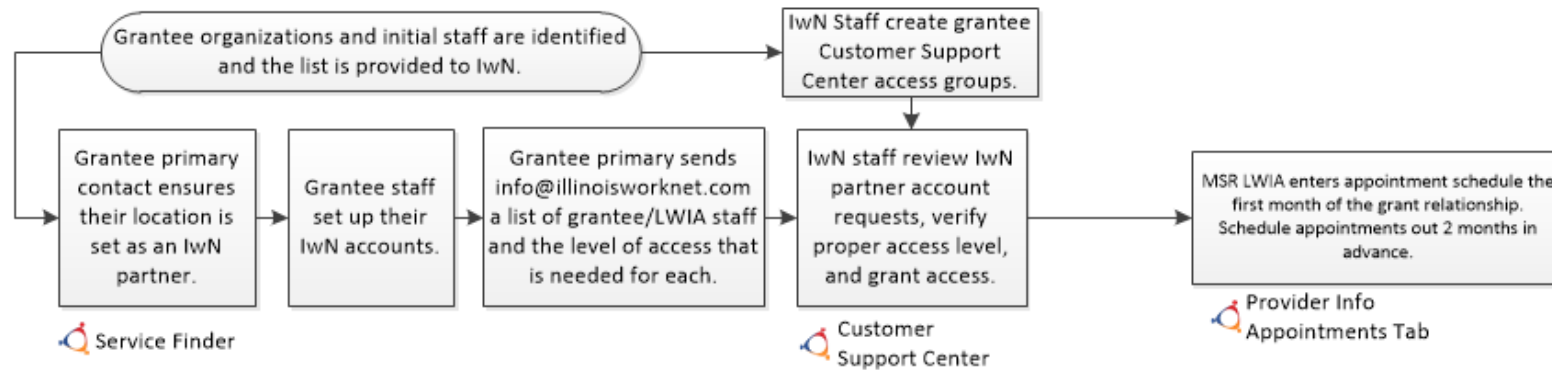 Grantee organizations and initial staff are identified
and the list is provided to IwN.
IwN Staff create grantee
Customer Support
Center access groups.
Grantee primary
contact ensures
their location is
set as an IwN
partner.
Grantee staff
set up their
IwN accounts.
Grantee primary sends
info@illinoisworknet.com
a list of grantee/LWIA staff
and the level of access that
is needed for each.
IwN staff review IwN
partner account
requests, verify
proper access level,
and grant access.
MSR LWIA enters appointment schedule the
first month of the grant relationship.
Schedule appointments out 2 months in
advance.
Service Finder
Customer
Support Center
Provider Info
Appointments Tab